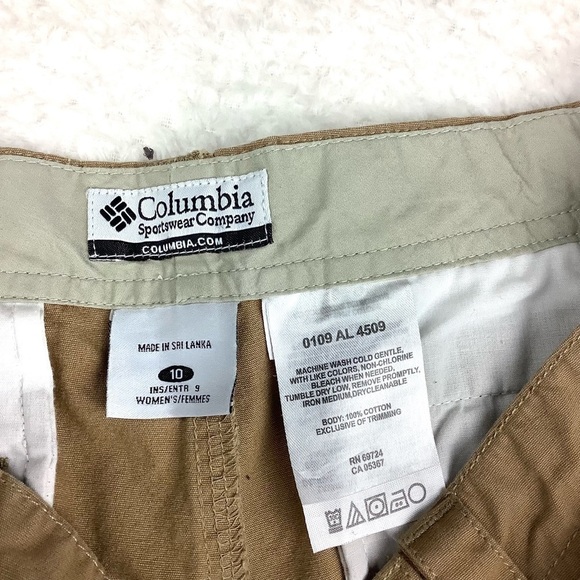 Columbia
Sportswear Company
COLUMBIA.COM
MADE IN SRI LANKA
10
INS/ENTR 9
WOMEN'S/FEMMES
0109 AL 4509
MACHINE WASH COLD GENTLE,
WITH LIKE COLORS, NON-CHLORINE
BLEACH WHEN NEEDED,
TUMBLE DRY LOW, REMOVE PROMPTLY.
IRON MEDIUM,DRYCLEANABLE
BODY: 100% COTTON
EXCLUSIVE OF TRIMMING
RN 69724
CA 05367